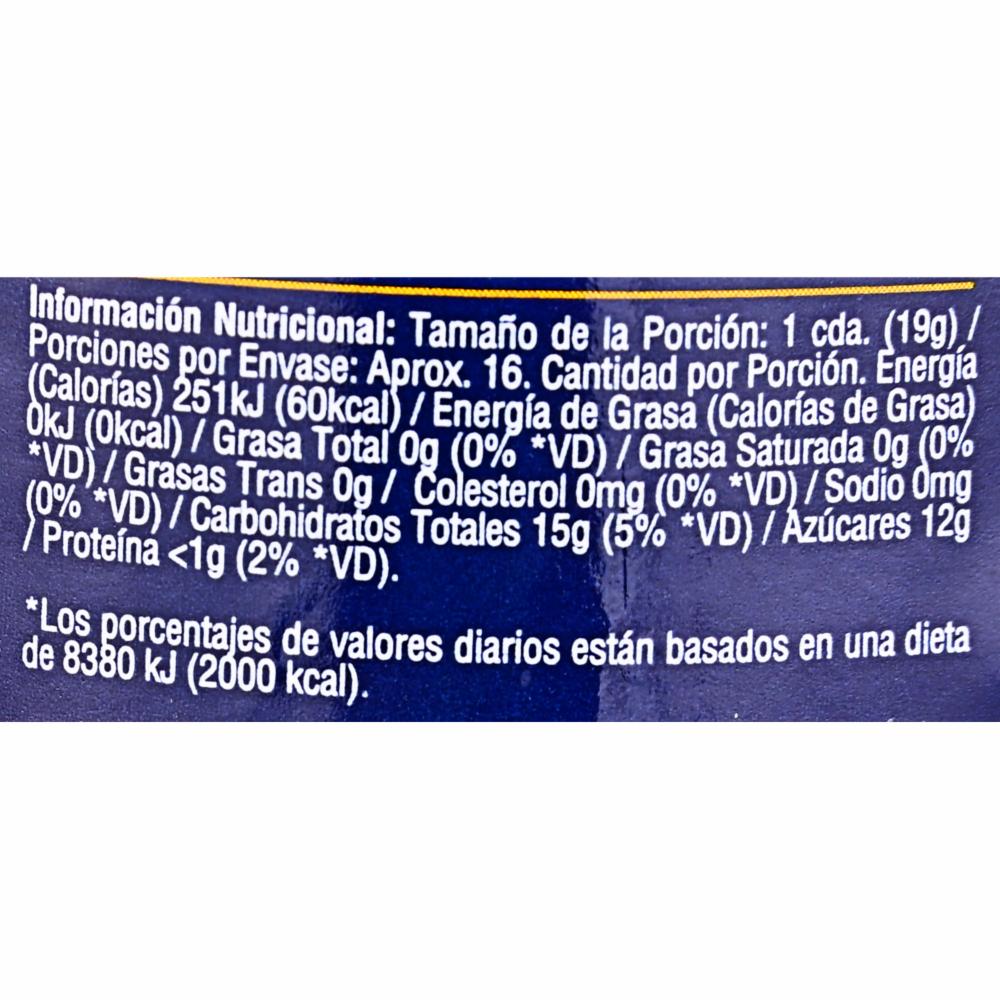 Información Nutricional: Tamaño de la Porción: 1 cda. (19g) /
Porciones por Envase: Aprox. 16. Cantidad por Porción. Energía
(Calorías) 251kJ (60kcal) / Energía de Grasa (Calorías de Grasa)
0kJ (0kcal) / Grasa Total 0g (0% *VD) / Grasa Saturada 0g (0%
*VD) / Grasas Trans 0g / Colesterol 0mg (0% *VD) / Sodio 0mg
(0% *VD) / Carbohidratos Totales 15g (5% *VD) / Azúcares 12g
/ Proteína <1g (2% *VD).
*Los porcentajes de valores diarios están basados en una dieta
de 8380 kJ (2000 kcal).